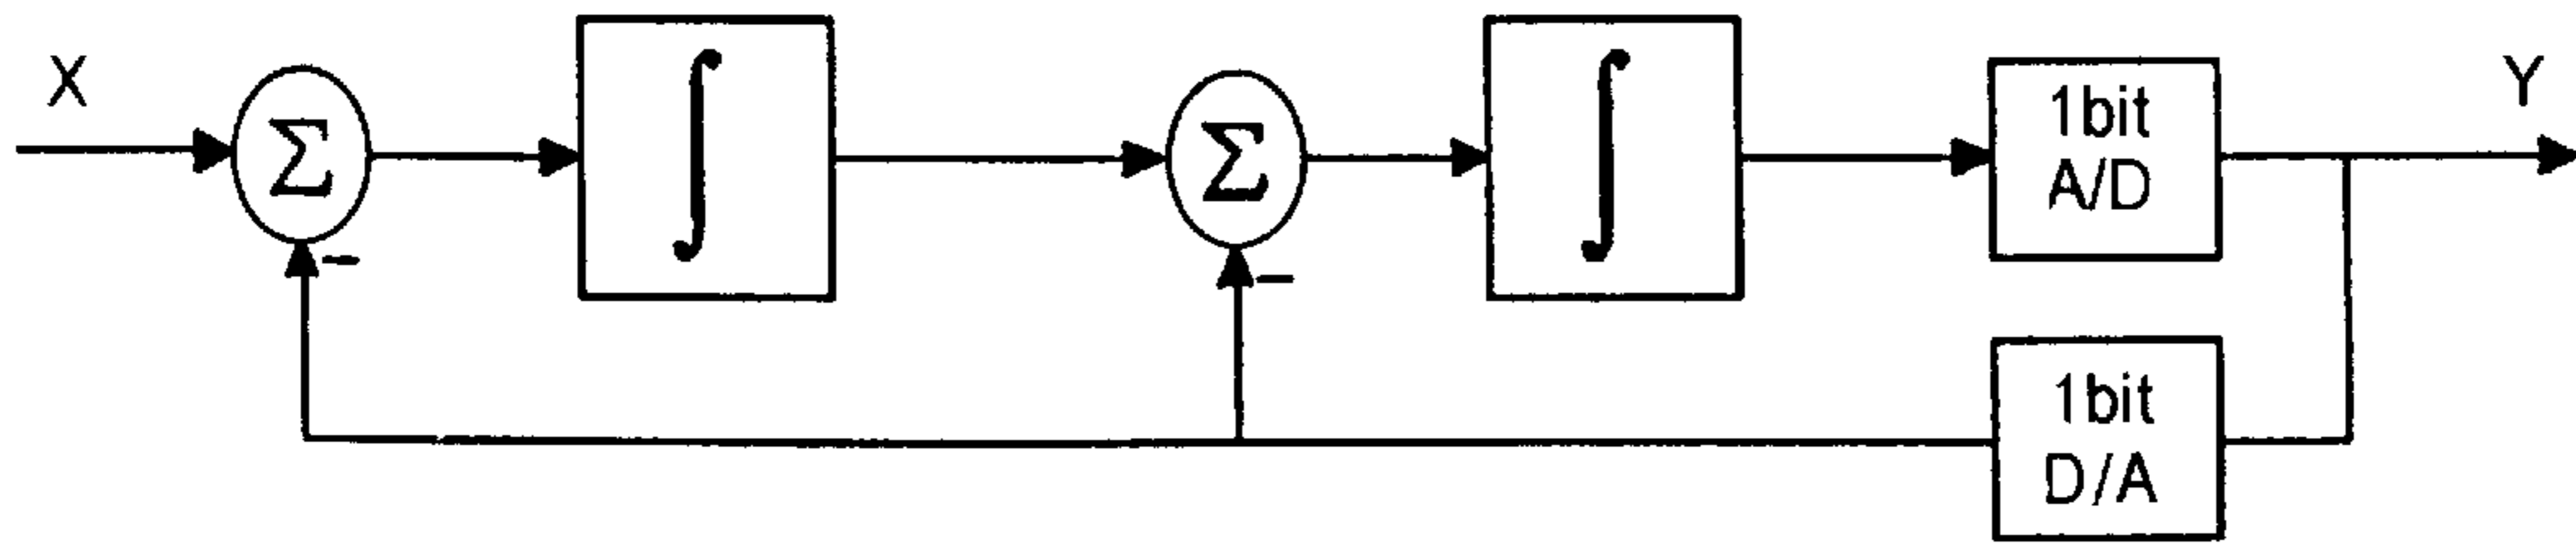 X
Σ
∫
Σ
∫
1bit
A/D
Y
-
-
1bit
D/A